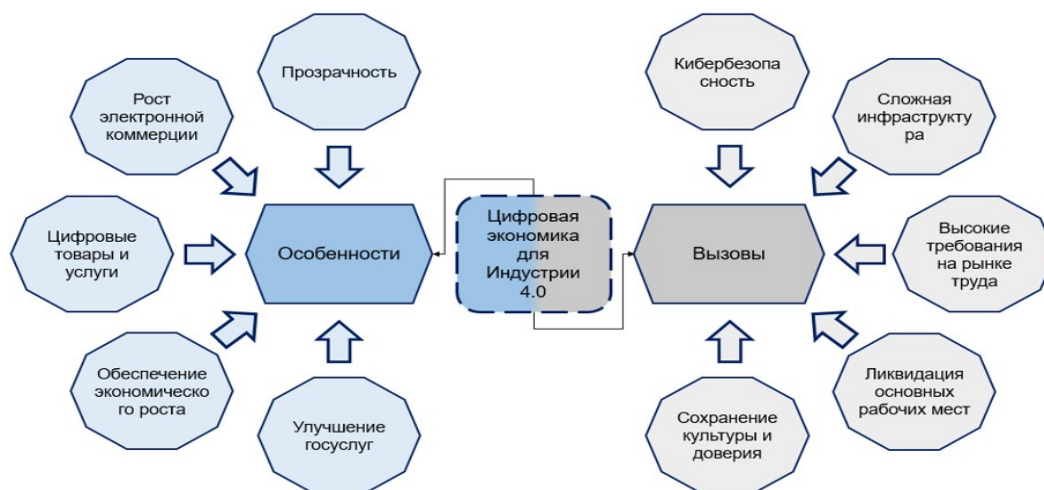 Прозрачность
Рост
электронной
коммерции
Цифровые
товары и
услуги
Обеспечение
экономическо
го роста
Улучшение
госуслуг
Особенности
Цифровая
экономика
для
Индустрии
4.0
Вызовы
Кибербезопа
сность
Сложная
инфраструкту
ра
Высокие
требования
на рынке
труда
Ликвидация
основных
рабочих мест
Сохранение
культуры и
доверия